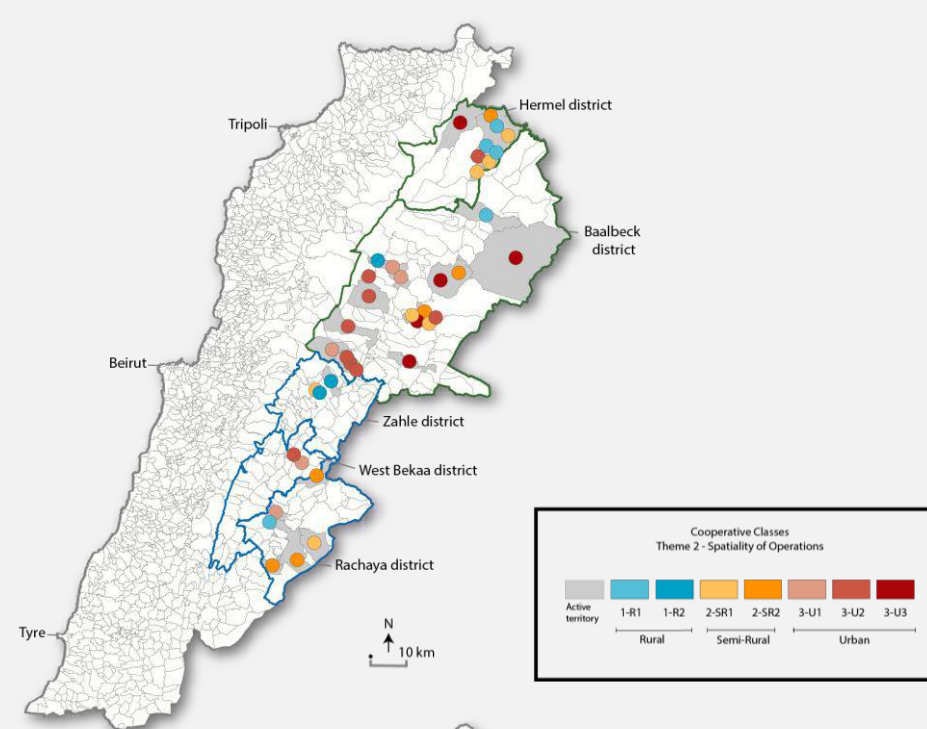 Hermel district
Tripoli
Baalbeck
district
Beirut
Zahle district
West Bekaa district
Rachaya district
Tyre
N
10 km
Cooperative Classes
Theme 2 - Spatiality of Operations
Active
territory
1-R1
1-R2
2-SR1
2-SR2
3-U1
3-U2
3-U3
Rural
Semi-Rural
Urban